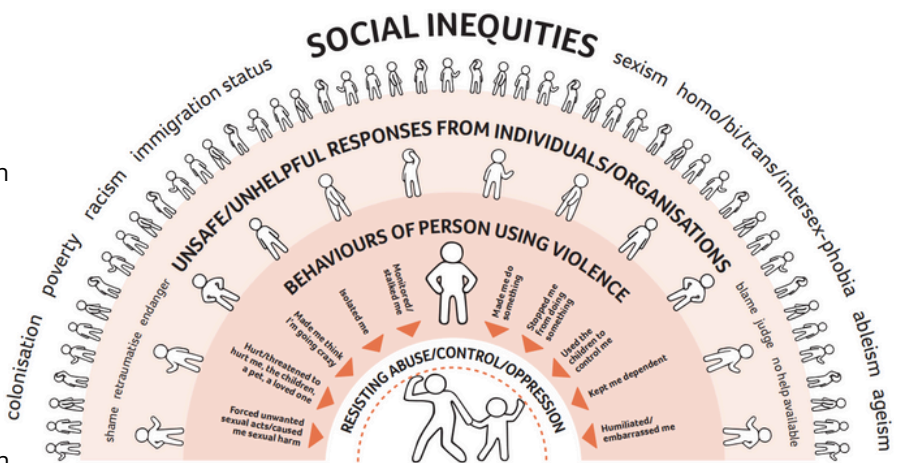 SOCIAL INEQUITIES
colonisation poverty racism immigration status
sexism homo/bi/trans/intersex-phobia ableism ageism
UNSAFE/UNHELPFUL RESPONSES FROM INDIVIDUALS/ORGANISATIONS
shame retraumatise endanger
blame judge no help available
BEHAVIOURS OF PERSON USING VIOLENCE
Forced unwanted
sexual acts/caused
me sexual harm
Hurt/threatened to
hurt me, the children,
a pet, a loved one
Made me think
I'm going crazy
Isolated me
Monitored/
stalked me
Made me do
something
Stopped me
from doing
something
Used the
children to
control me
Kept me dependent
Humiliated/
embarrassed me
RESISTING ABUSE/CONTROL/OPPRESSION
n